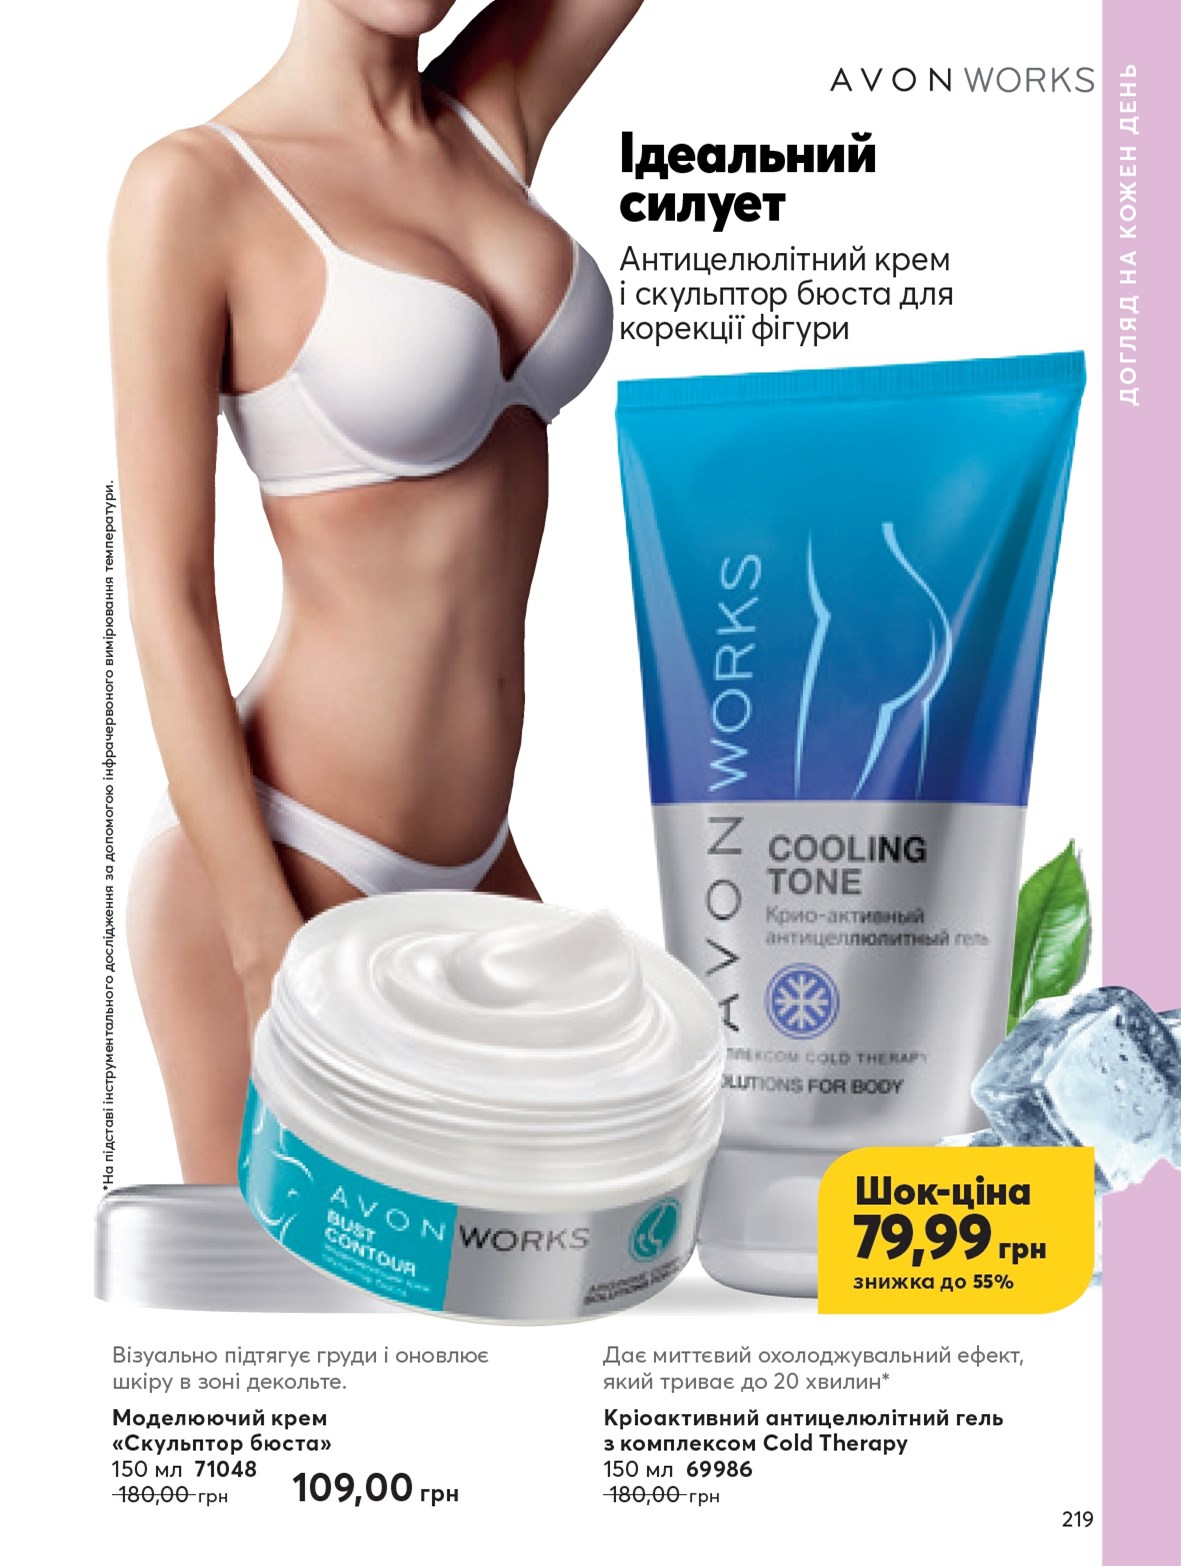 AVON WORKS
ДОГЛЯД НА КОЖЕН ДЕНЬ
Ідеальний
силует
Антицелюлітний крем
і скульптор бюста для
корекції фігури
*На підставі інструментального дослідження за допомогою інфрачервоного вимірювання температури.
AVON WORKS
COOLING
TONE
Крио-активный
антицеллюлитный гель
COLD THERAPY
FOR BODY
AVON WORKS
BUST
CONTOUR
Шок-ціна
79,99 грн
знижка до 55%
Візуально підтягує груди і оновлює
шкіру в зоні декольте.
Моделюючий крем
«Скульптор бюста»
150 мл 71048
180,00 грн 109,00 грн
Дає миттєвий охолоджувальний ефект,
який триває до 20 хвилин*
Кріоактивний антицелюлітний гель
з комплексом Cold Therapy
150 мл 69986
180,00 грн
219